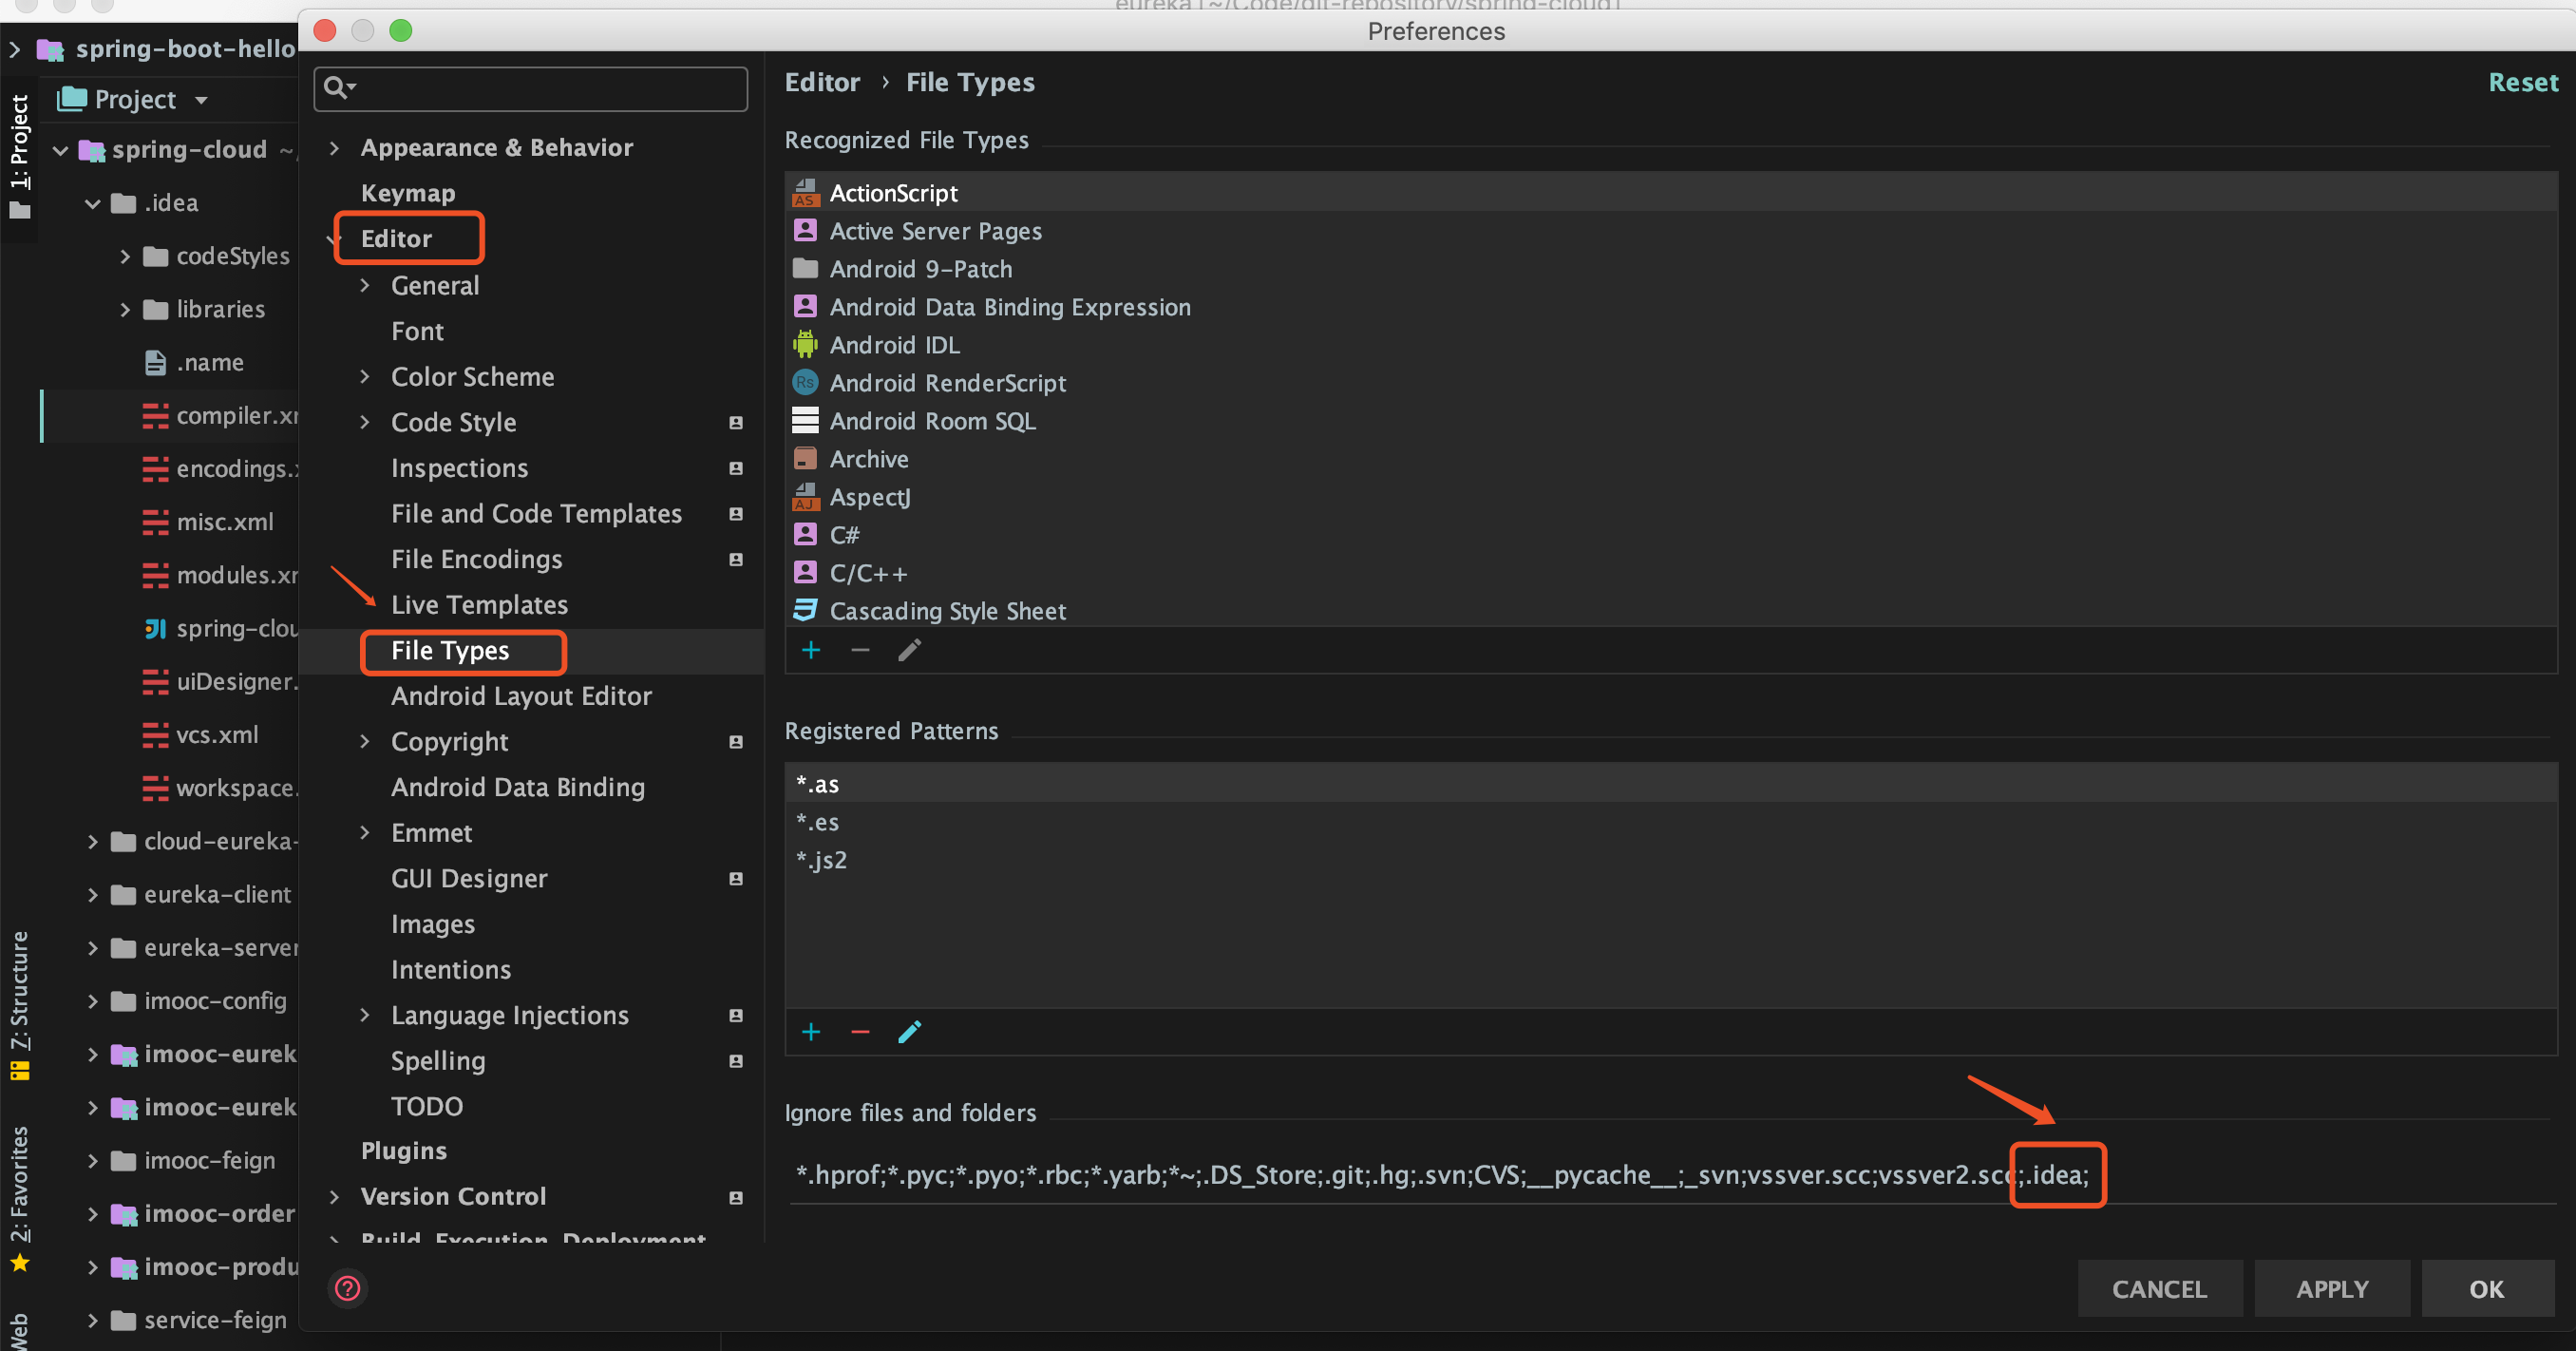 eureka [~/Code/git-repository/spring-cloud]
Preferences
spring-boot-hello
Project
1: Project
spring-cloud ~
.idea
codeStyles
libraries
.name
compiler.x
encodings.
misc.xml
modules.x
spring-clou
uiDesigner.
vcs.xml
workspace.
cloud-eureka-
eureka-client
eureka-server
imooc-config
imooc-eurek
imooc-eurek
imooc-feign
imooc-order
imooc-produ
service-feign
7: Structure
2: Favorites
Web
Appearance & Behavior
Keymap
Editor
General
Font
Color Scheme
Code Style
Inspections
File and Code Templates
File Encodings
Live Templates
File Types
Android Layout Editor
Copyright
Android Data Binding
Emmet
GUI Designer
Images
Intentions
Language Injections
Spelling
TODO
Plugins
Version Control
Build, Execution, Deployment
Editor › File Types
Reset
Recognized File Types
AS ActionScript
Active Server Pages
Android 9-Patch
Android Data Binding Expression
Android IDL
Rs Android RenderScript
Android Room SQL
Archive
AJ AspectJ
C#
C/C++
Cascading Style Sheet
Registered Patterns
*.as
*.es
*.js2
Ignore files and folders
*.hprof;*.pyc;*.pyo;*.rbc;*.yarb;*~;.DS_Store;.git;.hg;.svn;CVS;__pycache__;_svn;vssver.scc;vssver2.scc;.idea;
?
CANCEL
APPLY
OK